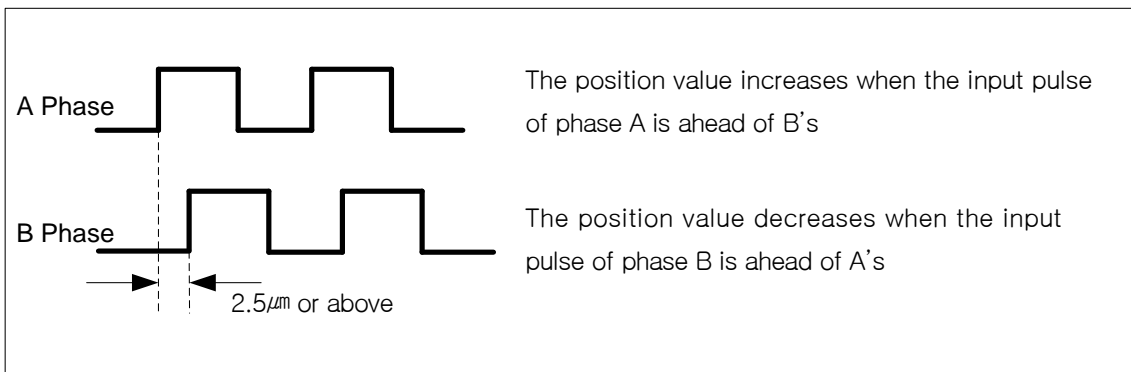 A Phase
The position value increases when the input pulse
of phase A is ahead of B's
B Phase
The position value decreases when the input
pulse of phase B is ahead of A's
2.5㎛ or above